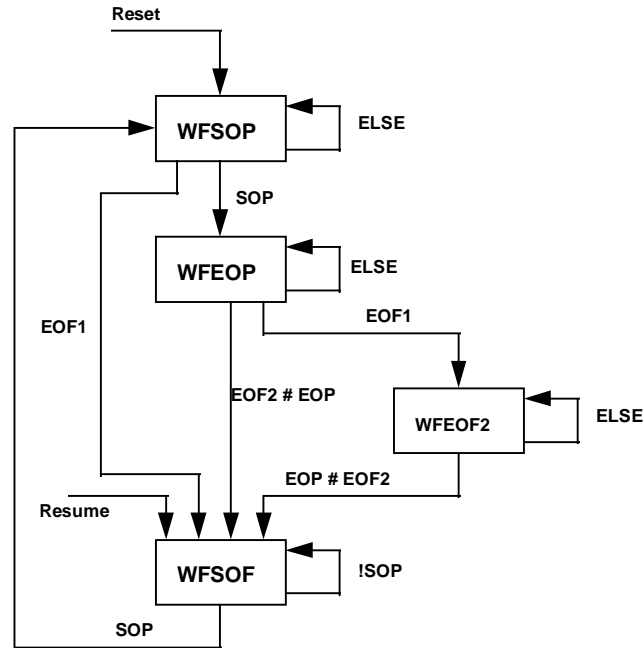 Reset
WFSOP
ELSE
SOP
WFEOP
ELSE
EOF1
EOF1
EOF2 # EOP
WFEOF2
ELSE
EOP # EOF2
Resume
WFSOF
!SOP
SOP